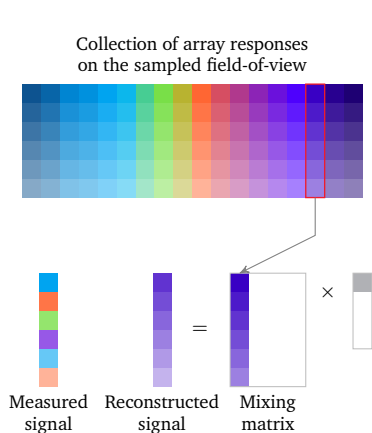 Collection of array responses
on the sampled field-of-view
=
×
Measured
signal
Reconstructed
signal
Mixing
matrix